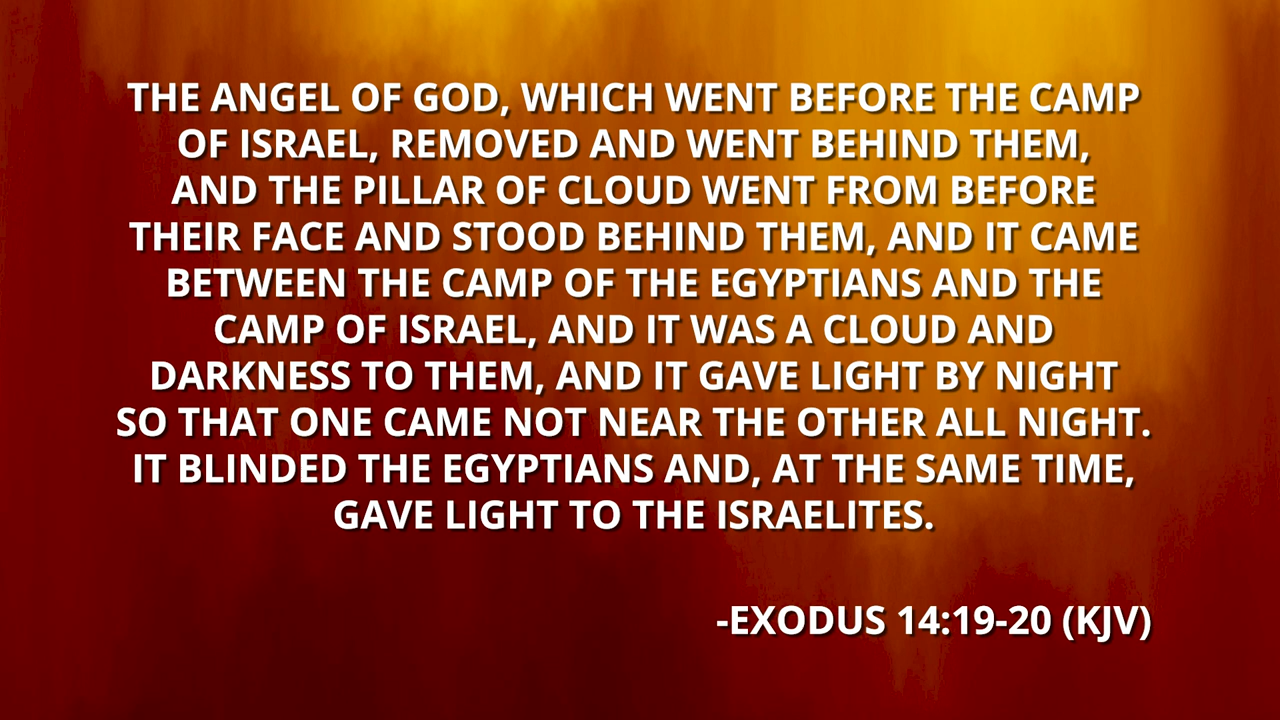 THE ANGEL OF GOD, WHICH WENT BEFORE THE CAMP
OF ISRAEL, REMOVED AND WENT BEHIND THEM,
AND THE PILLAR OF CLOUD WENT FROM BEFORE
THEIR FACE AND STOOD BEHIND THEM, AND IT CAME
BETWEEN THE CAMP OF THE EGYPTIANS AND THE
CAMP OF ISRAEL, AND IT WAS A CLOUD AND
DARKNESS TO THEM, AND IT GAVE LIGHT BY NIGHT
SO THAT ONE CAME NOT NEAR THE OTHER ALL NIGHT.
IT BLINDED THE EGYPTIANS AND, AT THE SAME TIME,
GAVE LIGHT TO THE ISRAELITES.
-EXODUS 14:19-20 (KJV)